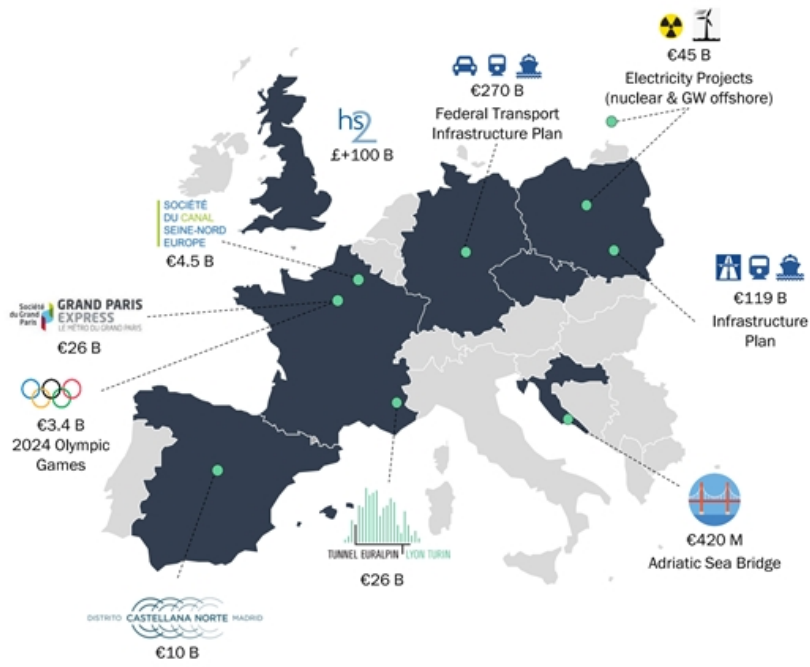 €45 B
Electricity Projects
(nuclear & GW offshore)
€270 B
Federal Transport
Infrastructure Plan
hs2
£+100 B
SOCIÉTÉ
DU CANAL
SEINE-NORD
EUROPE
€4.5 B
€119 B
Infrastructure
Plan
Société
du Grand
Paris
GRAND PARIS
EXPRESS
LE MÉTRO DU GRAND PARIS
€26 B
€3.4 B
2024 Olympic
Games
TUNNEL EURALPIN LYON TURIN
€26 B
€420 M
Adriatic Sea Bridge
DISTRITO CASTELLANA NORTE MADRID
€10 B